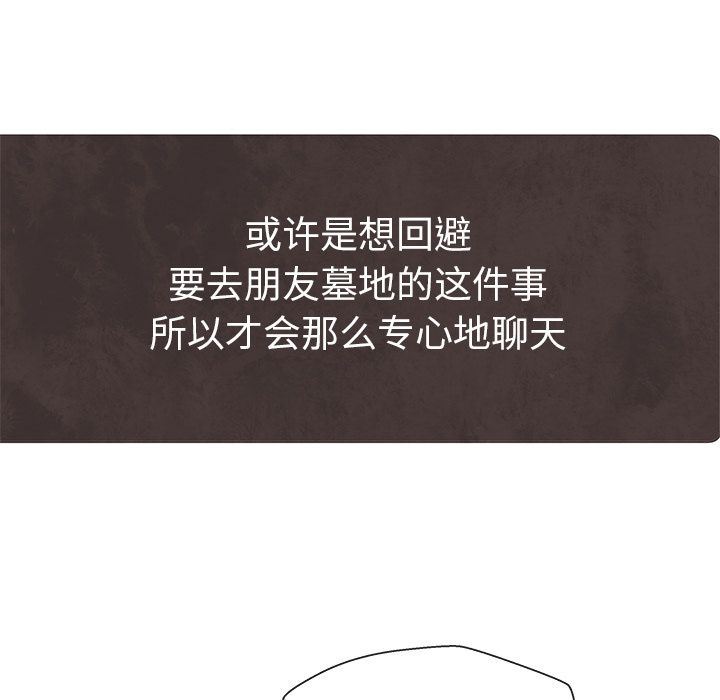 或许是想回避
要去朋友墓地的这件事
所以才会那么专心地聊天